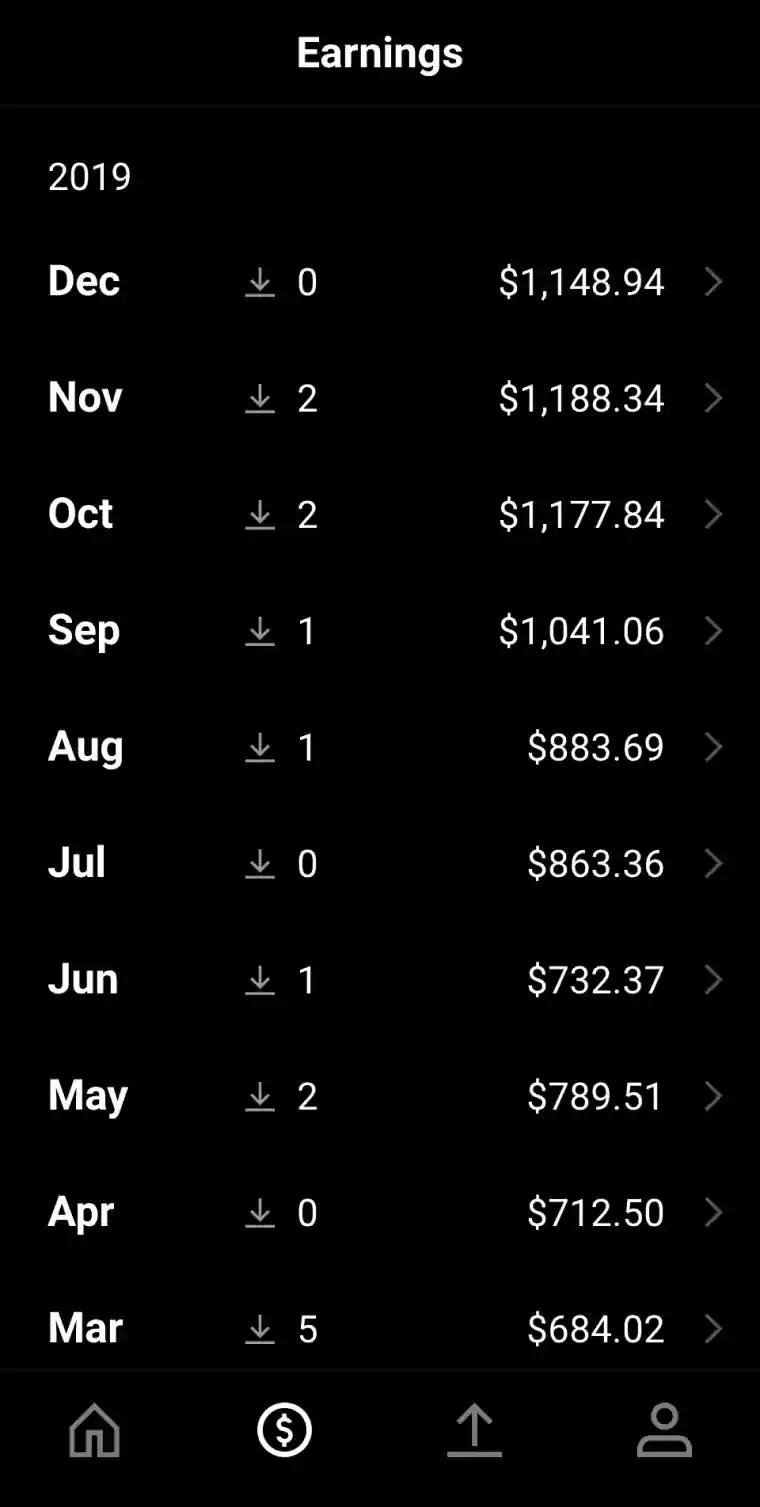 Earnings
2019
Dec 0 $1,148.94
Nov 2 $1,188.34
Oct 2 $1,177.84
Sep 1 $1,041.06
Aug 1 $883.69
Jul 0 $863.36
Jun 1 $732.37
May 2 $789.51
Apr 0 $712.50
Mar 5 $684.02